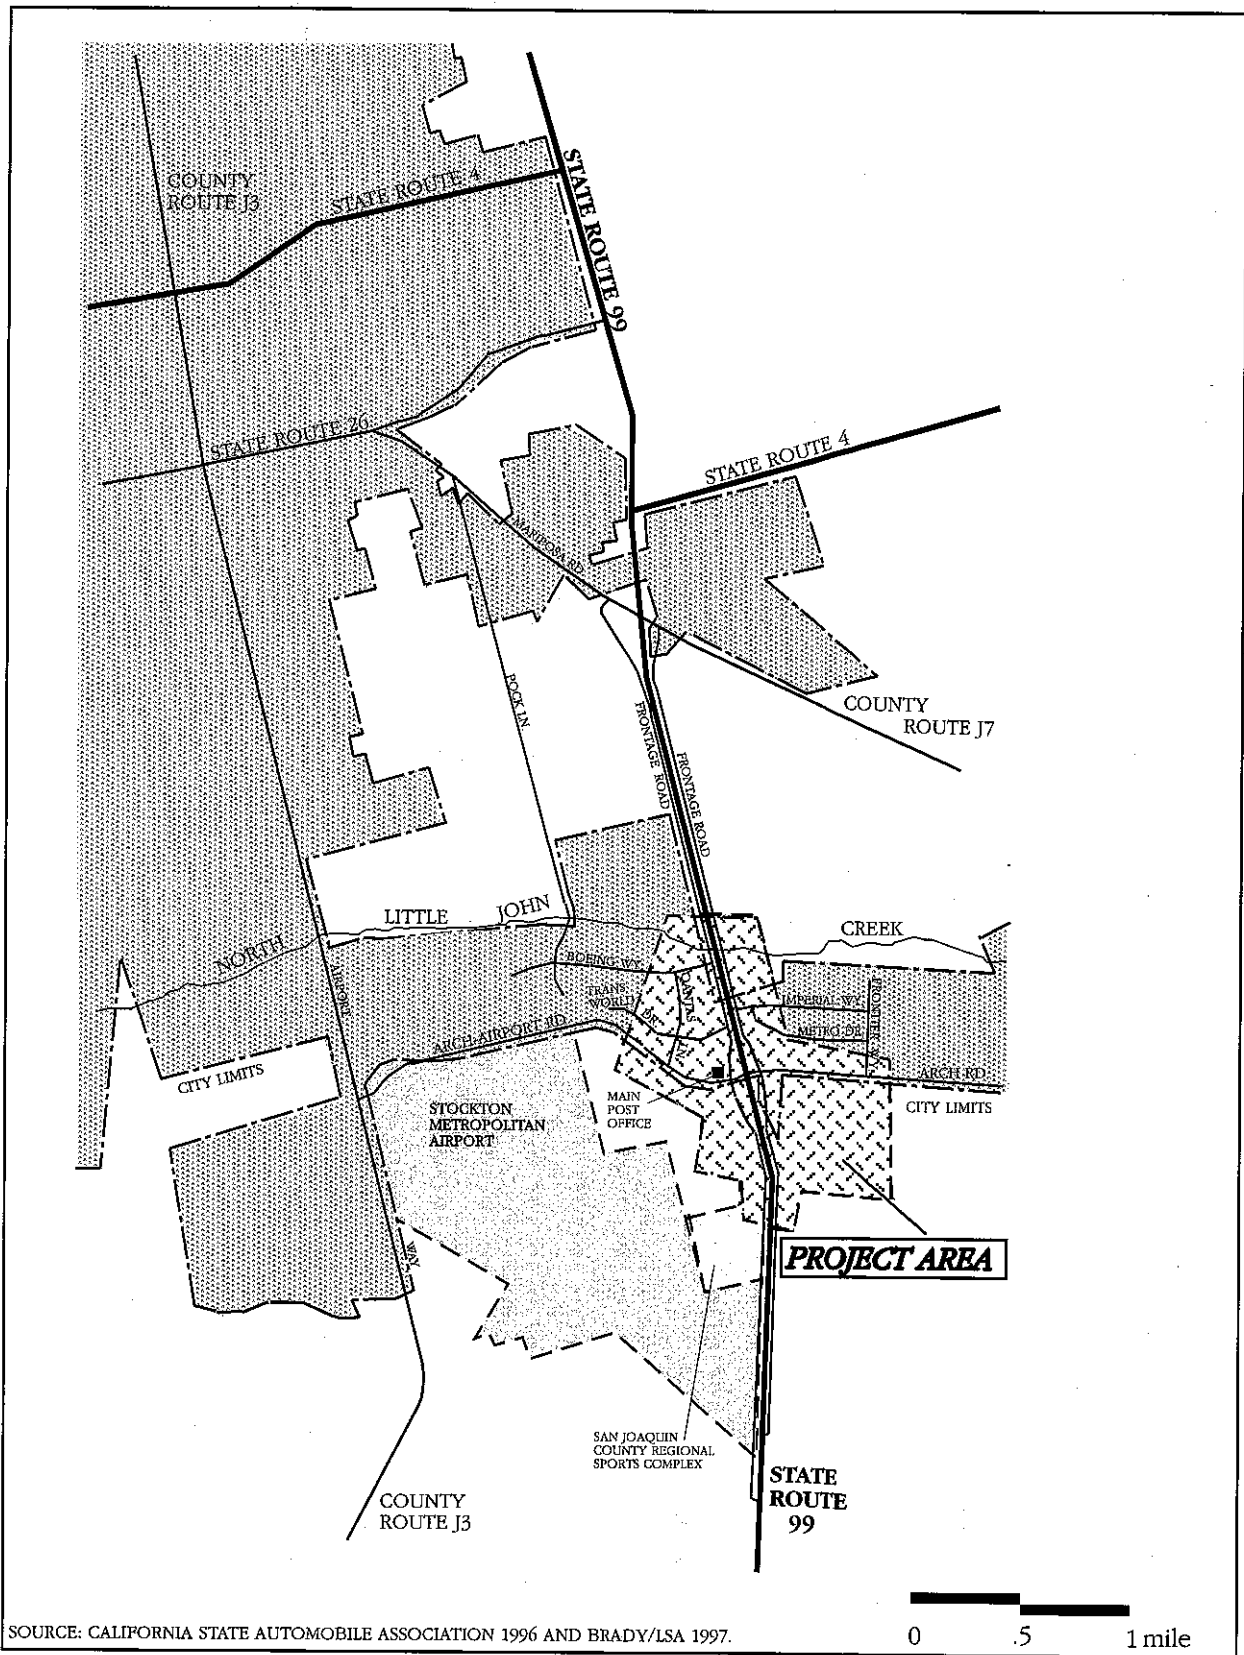 COUNTY
ROUTE J3
STATE ROUTE 4
STATE ROUTE 99
STATE ROUTE 26
STATE ROUTE 4
MARIPOSA RD.
POCK LN
COUNTY
ROUTE J7
FRONTAGE ROAD
FRONTAGE ROAD
NORTH
LITTLE
JOHN
CREEK
BOEING WY.
TRANS
WORLD
DR.
QANTAS
LN.
IMPERIAL WY
METRO DR.
FRONTIER WY.
AIRPORT
WAY
ARCH-AIRPORT RD.
ARCH RD.
CITY LIMITS
CITY LIMITS
STOCKTON
METROPOLITAN
AIRPORT
MAIN
POST
OFFICE
PROJECT AREA
SAN JOAQUIN
COUNTY REGIONAL
SPORTS COMPLEX
STATE
ROUTE
99
COUNTY
ROUTE J3
SOURCE: CALIFORNIA STATE AUTOMOBILE ASSOCIATION 1996 AND BRADY/LSA 1997.
0 .5 1 mile